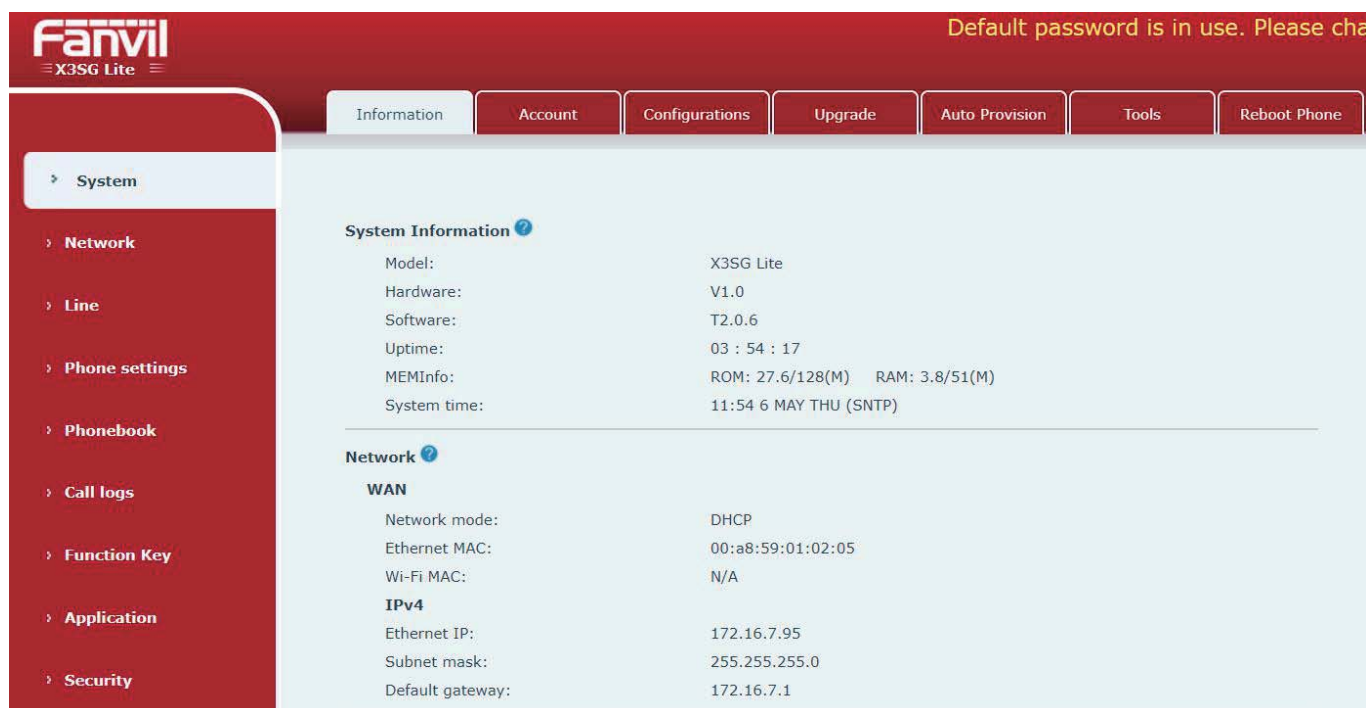 Fanvil
X3SG Lite
Default password is in use. Please cha
Information Account Configurations Upgrade Auto Provision Tools Reboot Phone
System
Network
Line
Phone settings
Phonebook
Call logs
Function Key
Application
Security
System Information
Model: X3SG Lite
Hardware: V1.0
Software: T2.0.6
Uptime: 03 : 54 : 17
MEMInfo: ROM: 27.6/128(M) RAM: 3.8/51(M)
System time: 11:54 6 MAY THU (SNTP)
Network
WAN
Network mode: DHCP
Ethernet MAC: 00:a8:59:01:02:05
Wi-Fi MAC: N/A
IPv4
Ethernet IP: 172.16.7.95
Subnet mask: 255.255.255.0
Default gateway: 172.16.7.1